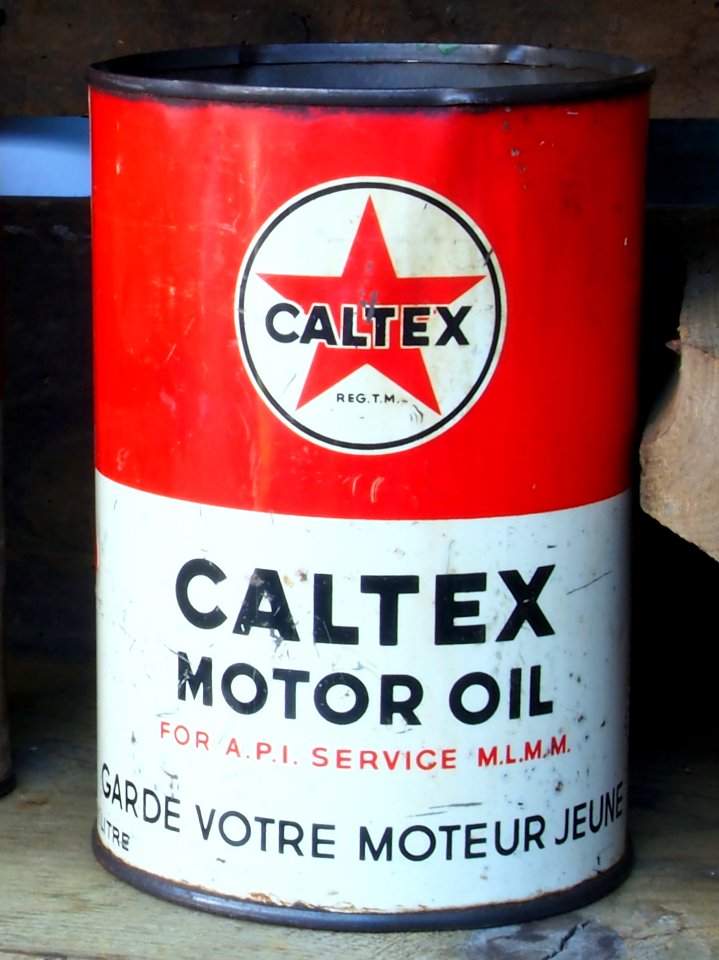 CALTEX
REG. T.M.
CALTEX
MOTOR OIL
FOR A.P.I. SERVICE M.L.M.M.
GARDE VOTRE MOTEUR JEUNE
LITRE